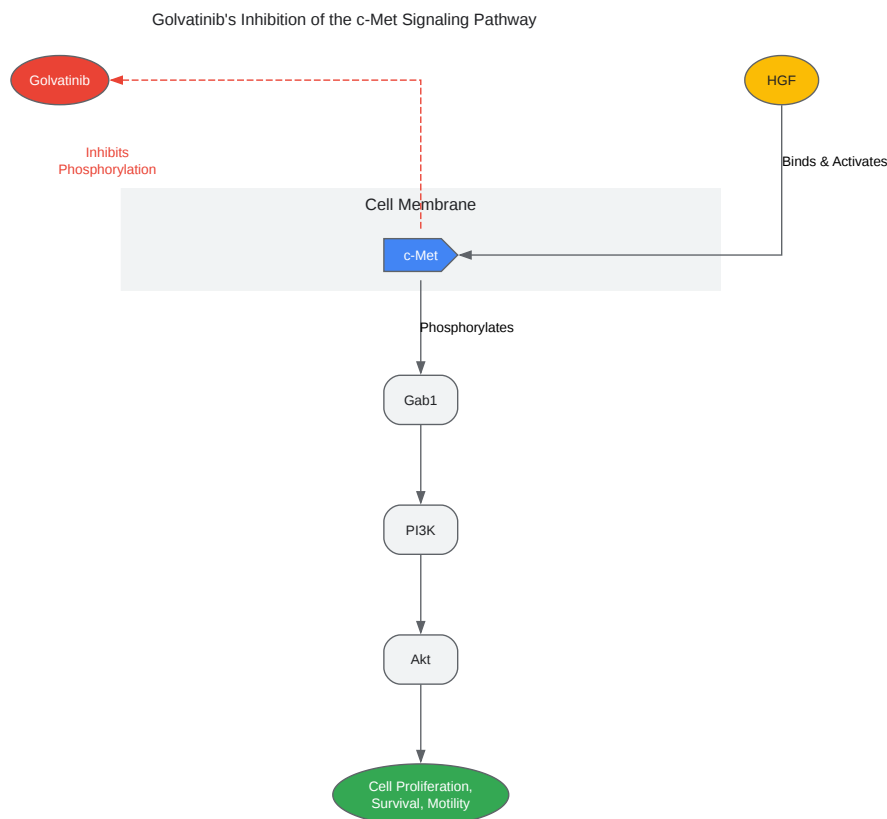 Golvatinib's Inhibition of the c-Met Signaling Pathway
Golvatinib
HGF
Inhibits
Phosphorylation
Binds & Activates
Cell Membrane
c-Met
Phosphorylates
Gab1
PI3K
Akt
Cell Proliferation,
Survival, Motility